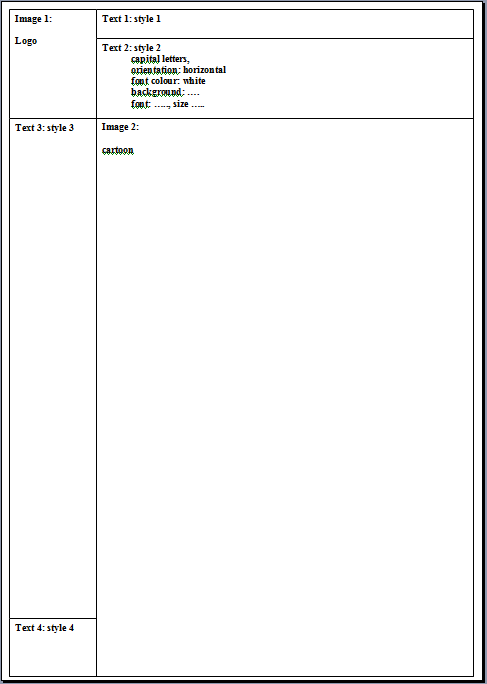 Image 1:
Logo
Text 1: style 1
Text 2: style 2
capital letters,
orientation: horizontal
font colour: white
background: ….
font: ….., size …..
Text 3: style 3
Image 2:
cartoon
Text 4: style 4